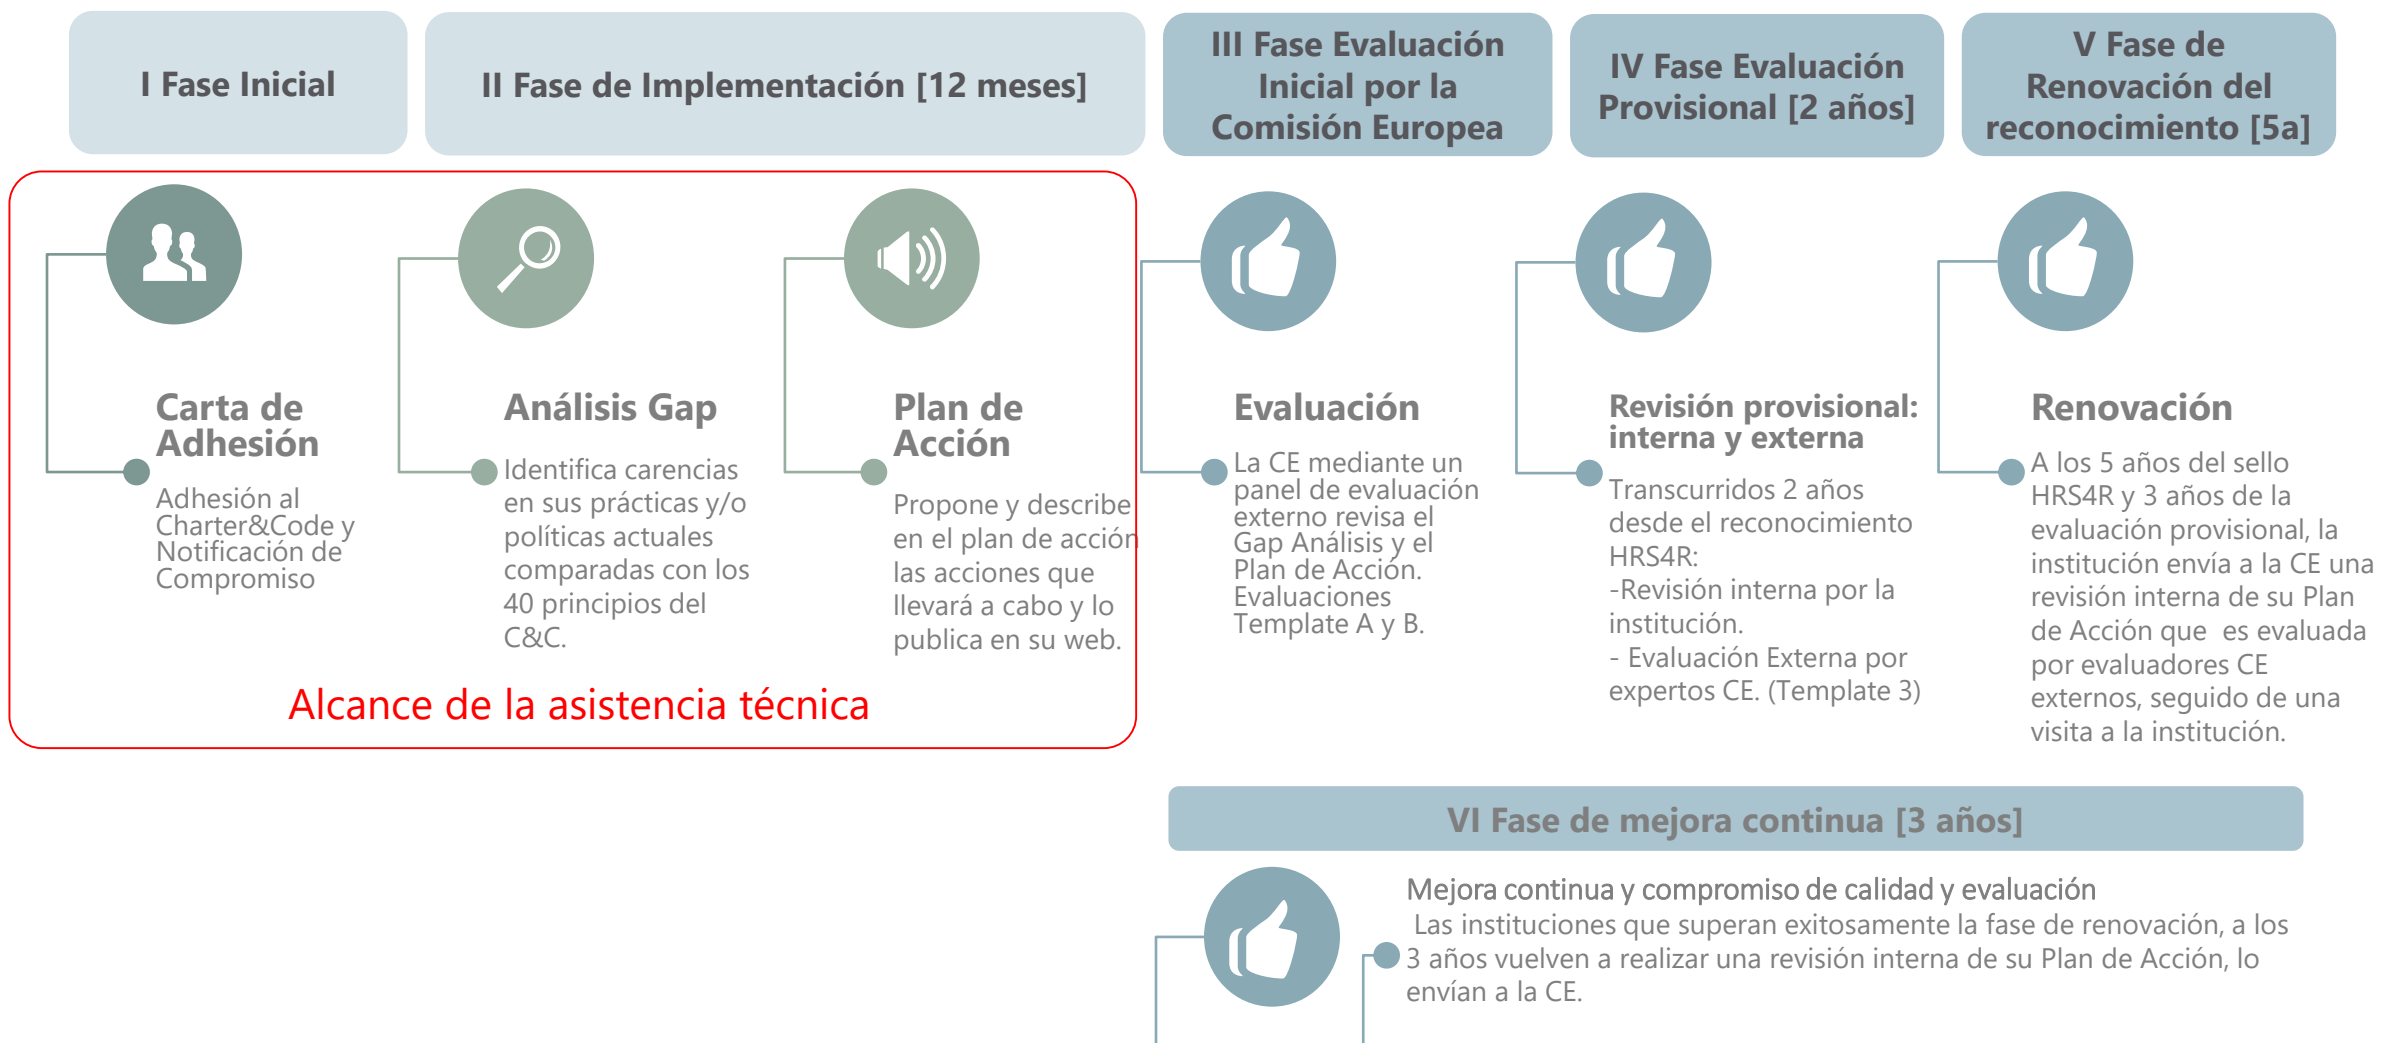 I Fase Inicial
II Fase de Implementación [12 meses]
III Fase Evaluación
Inicial por la
Comisión Europea
IV Fase Evaluación
Provisional [2 años]
V Fase de
Renovación del
reconocimiento [5a]
Carta de
Adhesión
Adhesión al
Charter&Code y
Notificación de
Compromiso
Análisis Gap
Identifica carencias
en sus prácticas y/o
políticas actuales
comparadas con los
40 principios del
C&C.
Plan de
Acción
Propone y describe
en el plan de acción
las acciones que
llevará a cabo y lo
publica en su web.
Alcance de la asistencia técnica
Evaluación
La CE mediante un
panel de evaluación
externo revisa el
Gap Análisis y el
Plan de Acción.
Evaluaciones
Template A y B.
Revisión provisional:
interna y externa
Transcurridos 2 años
desde el reconocimiento
HRS4R:
-Revisión interna por la
institución.
- Evaluación Externa por
expertos CE. (Template 3)
Renovación
A los 5 años del sello
HRS4R y 3 años de la
evaluación provisional, la
institución envía a la CE una
revisión interna de su Plan
de Acción que  es evaluada
por evaluadores CE
externos, seguido de una
visita a la institución.
VI Fase de mejora continua [3 años]
Mejora continua y compromiso de calidad y evaluación
Las instituciones que superan exitosamente la fase de renovación, a los
3 años vuelven a realizar una revisión interna de su Plan de Acción, lo
envían a la CE.